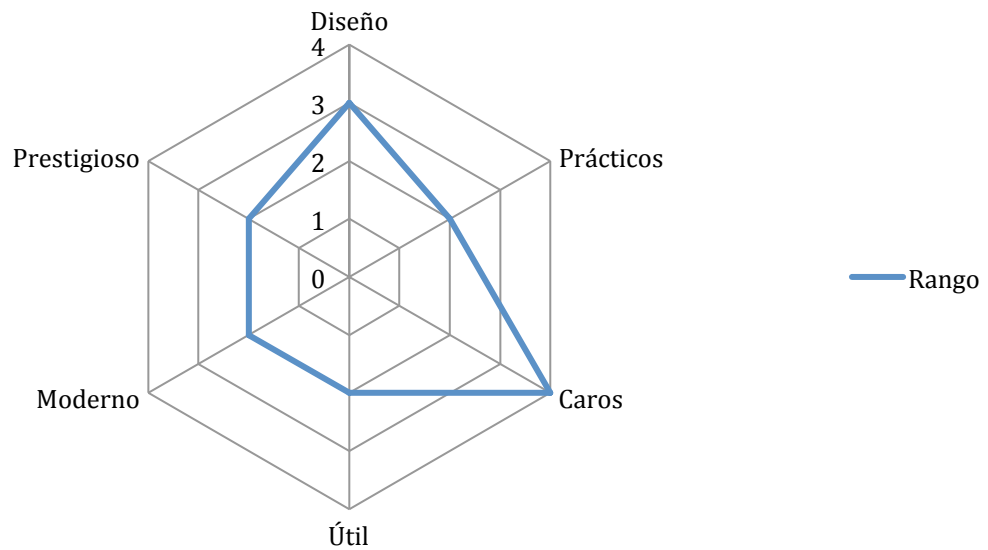 Diseño
4
3
2
1
0
Prácticos
Caros
Útil
Moderno
Prestigioso
Rango